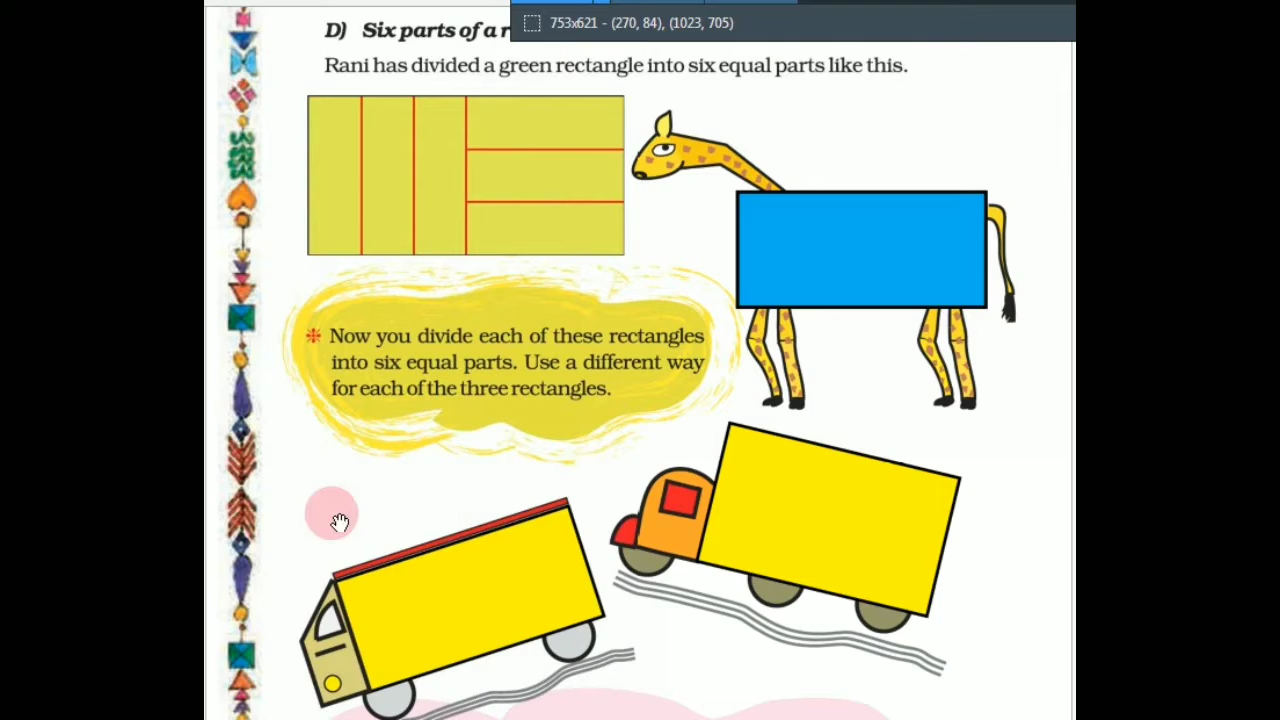 753x621 - (270, 84), (1023, 705)
D) Six parts of a r
Rani has divided a green rectangle into six equal parts like this.
❉ Now you divide each of these rectangles
into six equal parts. Use a different way
for each of the three rectangles.